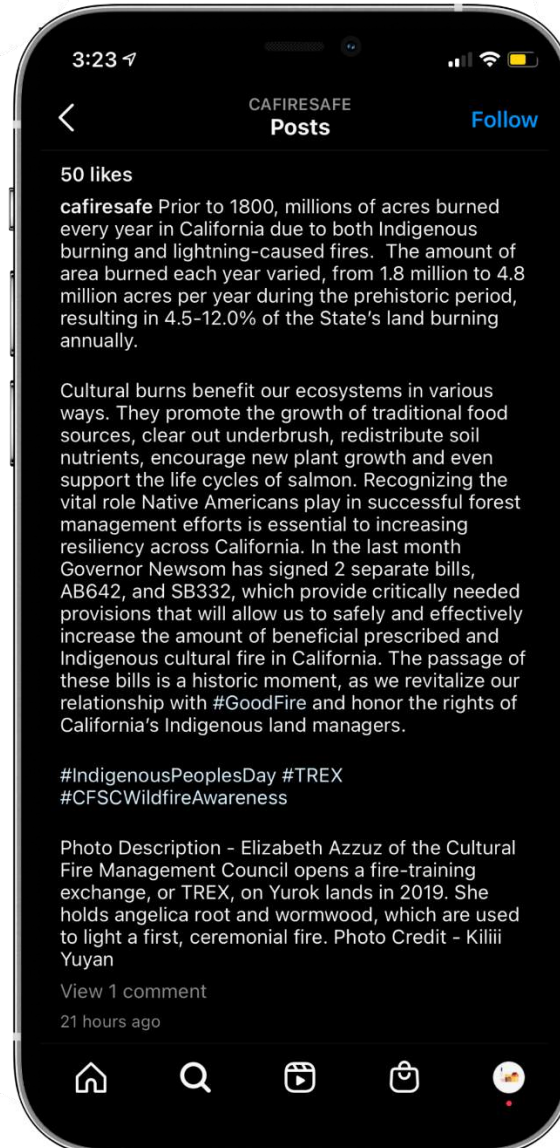 3:23
CAFIRESAFE
Posts
Follow
50 likes
cafiresafe Prior to 1800, millions of acres burned
every year in California due to both Indigenous
burning and lightning-caused fires.  The amount of
area burned each year varied, from 1.8 million to 4.8
million acres per year during the prehistoric period,
resulting in 4.5-12.0% of the State's land burning
annually.
Cultural burns benefit our ecosystems in various
ways. They promote the growth of traditional food
sources, clear out underbrush, redistribute soil
nutrients, encourage new plant growth and even
support the life cycles of salmon. Recognizing the
vital role Native Americans play in successful forest
management efforts is essential to increasing
resiliency across California. In the last month
Governor Newsom has signed 2 separate bills,
AB642, and SB332, which provide critically needed
provisions that will allow us to safely and effectively
increase the amount of beneficial prescribed and
Indigenous cultural fire in California. The passage of
these bills is a historic moment, as we revitalize our
relationship with #GoodFire and honor the rights of
California's Indigenous land managers.
#IndigenousPeoplesDay #TREX
#CFSCWildfireAwareness
Photo Description - Elizabeth Azzuz of the Cultural
Fire Management Council opens a fire-training
exchange, or TREX, on Yurok lands in 2019. She
holds angelica root and wormwood, which are used
to light a first, ceremonial fire. Photo Credit - Kiliii
Yuyan
View 1 comment
21 hours ago